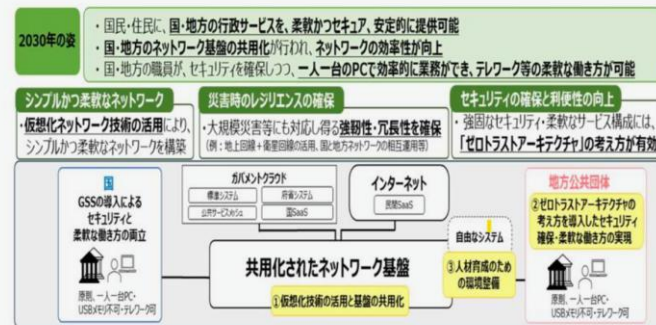 2030年の姿
・国民・住民に、国・地方の行政サービスを、柔軟かつセキュア、安定的に提供可能
・国・地方のネットワーク基盤の共用化が行われ、ネットワークの効率性が向上
・国・地方の職員が、セキュリティを確保しつつ、一人一台のPCで効率的に業務ができ、テレワーク等の柔軟な働き方が可能
シンプルかつ柔軟なネットワーク
・仮想化ネットワーク技術の活用により、
シンプルかつ柔軟なネットワークを構築
災害時のレジリエンスの確保
・大規模災害等にも対応し得る強靭性・冗長性を確保
(例：地上回線+衛星回線の活用、国と地方ネットワークの相互運用等)
セキュリティの確保と利便性の向上
・強固なセキュリティ・柔軟なサービス構成には、
「ゼロトラストアーキテクチャ」の考え方が有効
国
GSSの導入による
セキュリティと
柔軟な働き方の両立
原則、一人一台PC・
USBメモリ不可・テレワーク可
ガバメントクラウド
標準システム
府省システム
公共サービスメッシュ
国SaaS
インターネット
民間SaaS
自由なシステム
共用化されたネットワーク基盤
①仮想化技術の活用と基盤の共用化
③人材育成のため
の環境整備
地方公共団体
②ゼロトラストアーキテクチャの
考え方を導入したセキュリティ
確保・柔軟な働き方の実現
原則、一人一台PC・
USBメモリ不可・テレワーク可